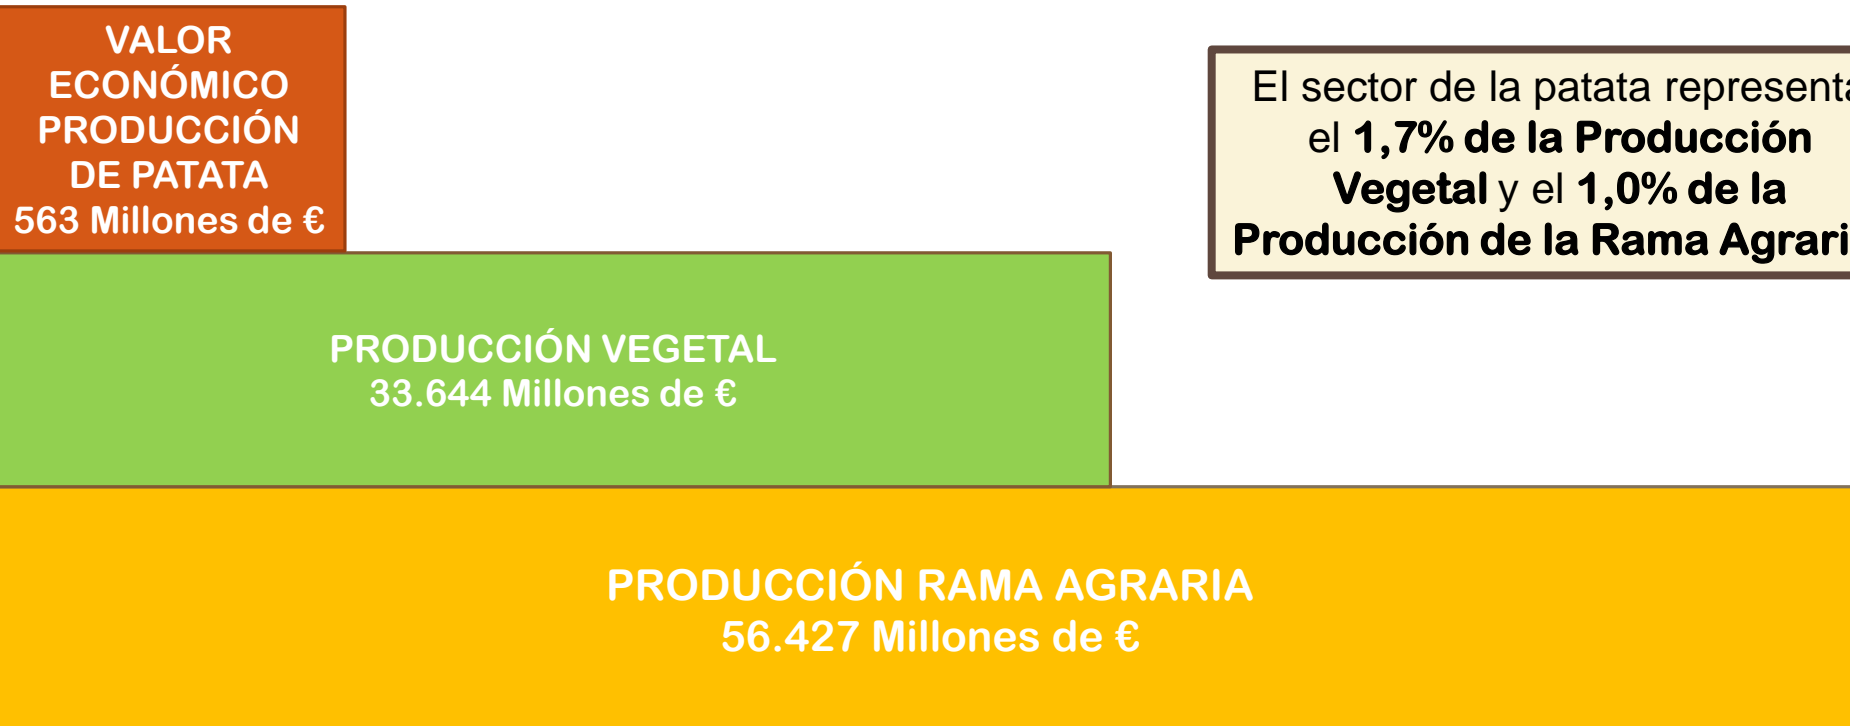 VALOR
ECONÓMICO
PRODUCCIÓN
DE PATATA
563 Millones de €
El sector de la patata representa
el 1,7% de la Producción
Vegetal y el 1,0% de la
Producción de la Rama Agrari
PRODUCCIÓN VEGETAL
33.644 Millones de €
PRODUCCIÓN RAMA AGRARIA
56.427 Millones de €